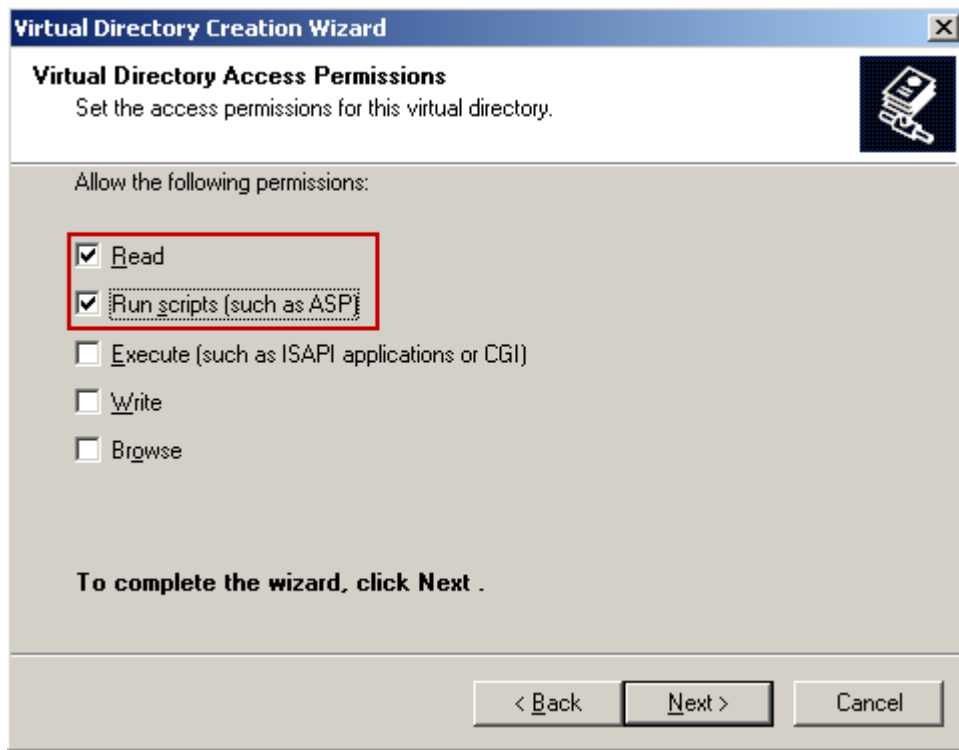 Virtual Directory Creation Wizard
Virtual Directory Access Permissions
Set the access permissions for this virtual directory.
Allow the following permissions:
Read
Run scripts (such as ASP)
Execute (such as ISAPI applications or CGI)
Write
Browse
To complete the wizard, click Next .
< Back Next > Cancel